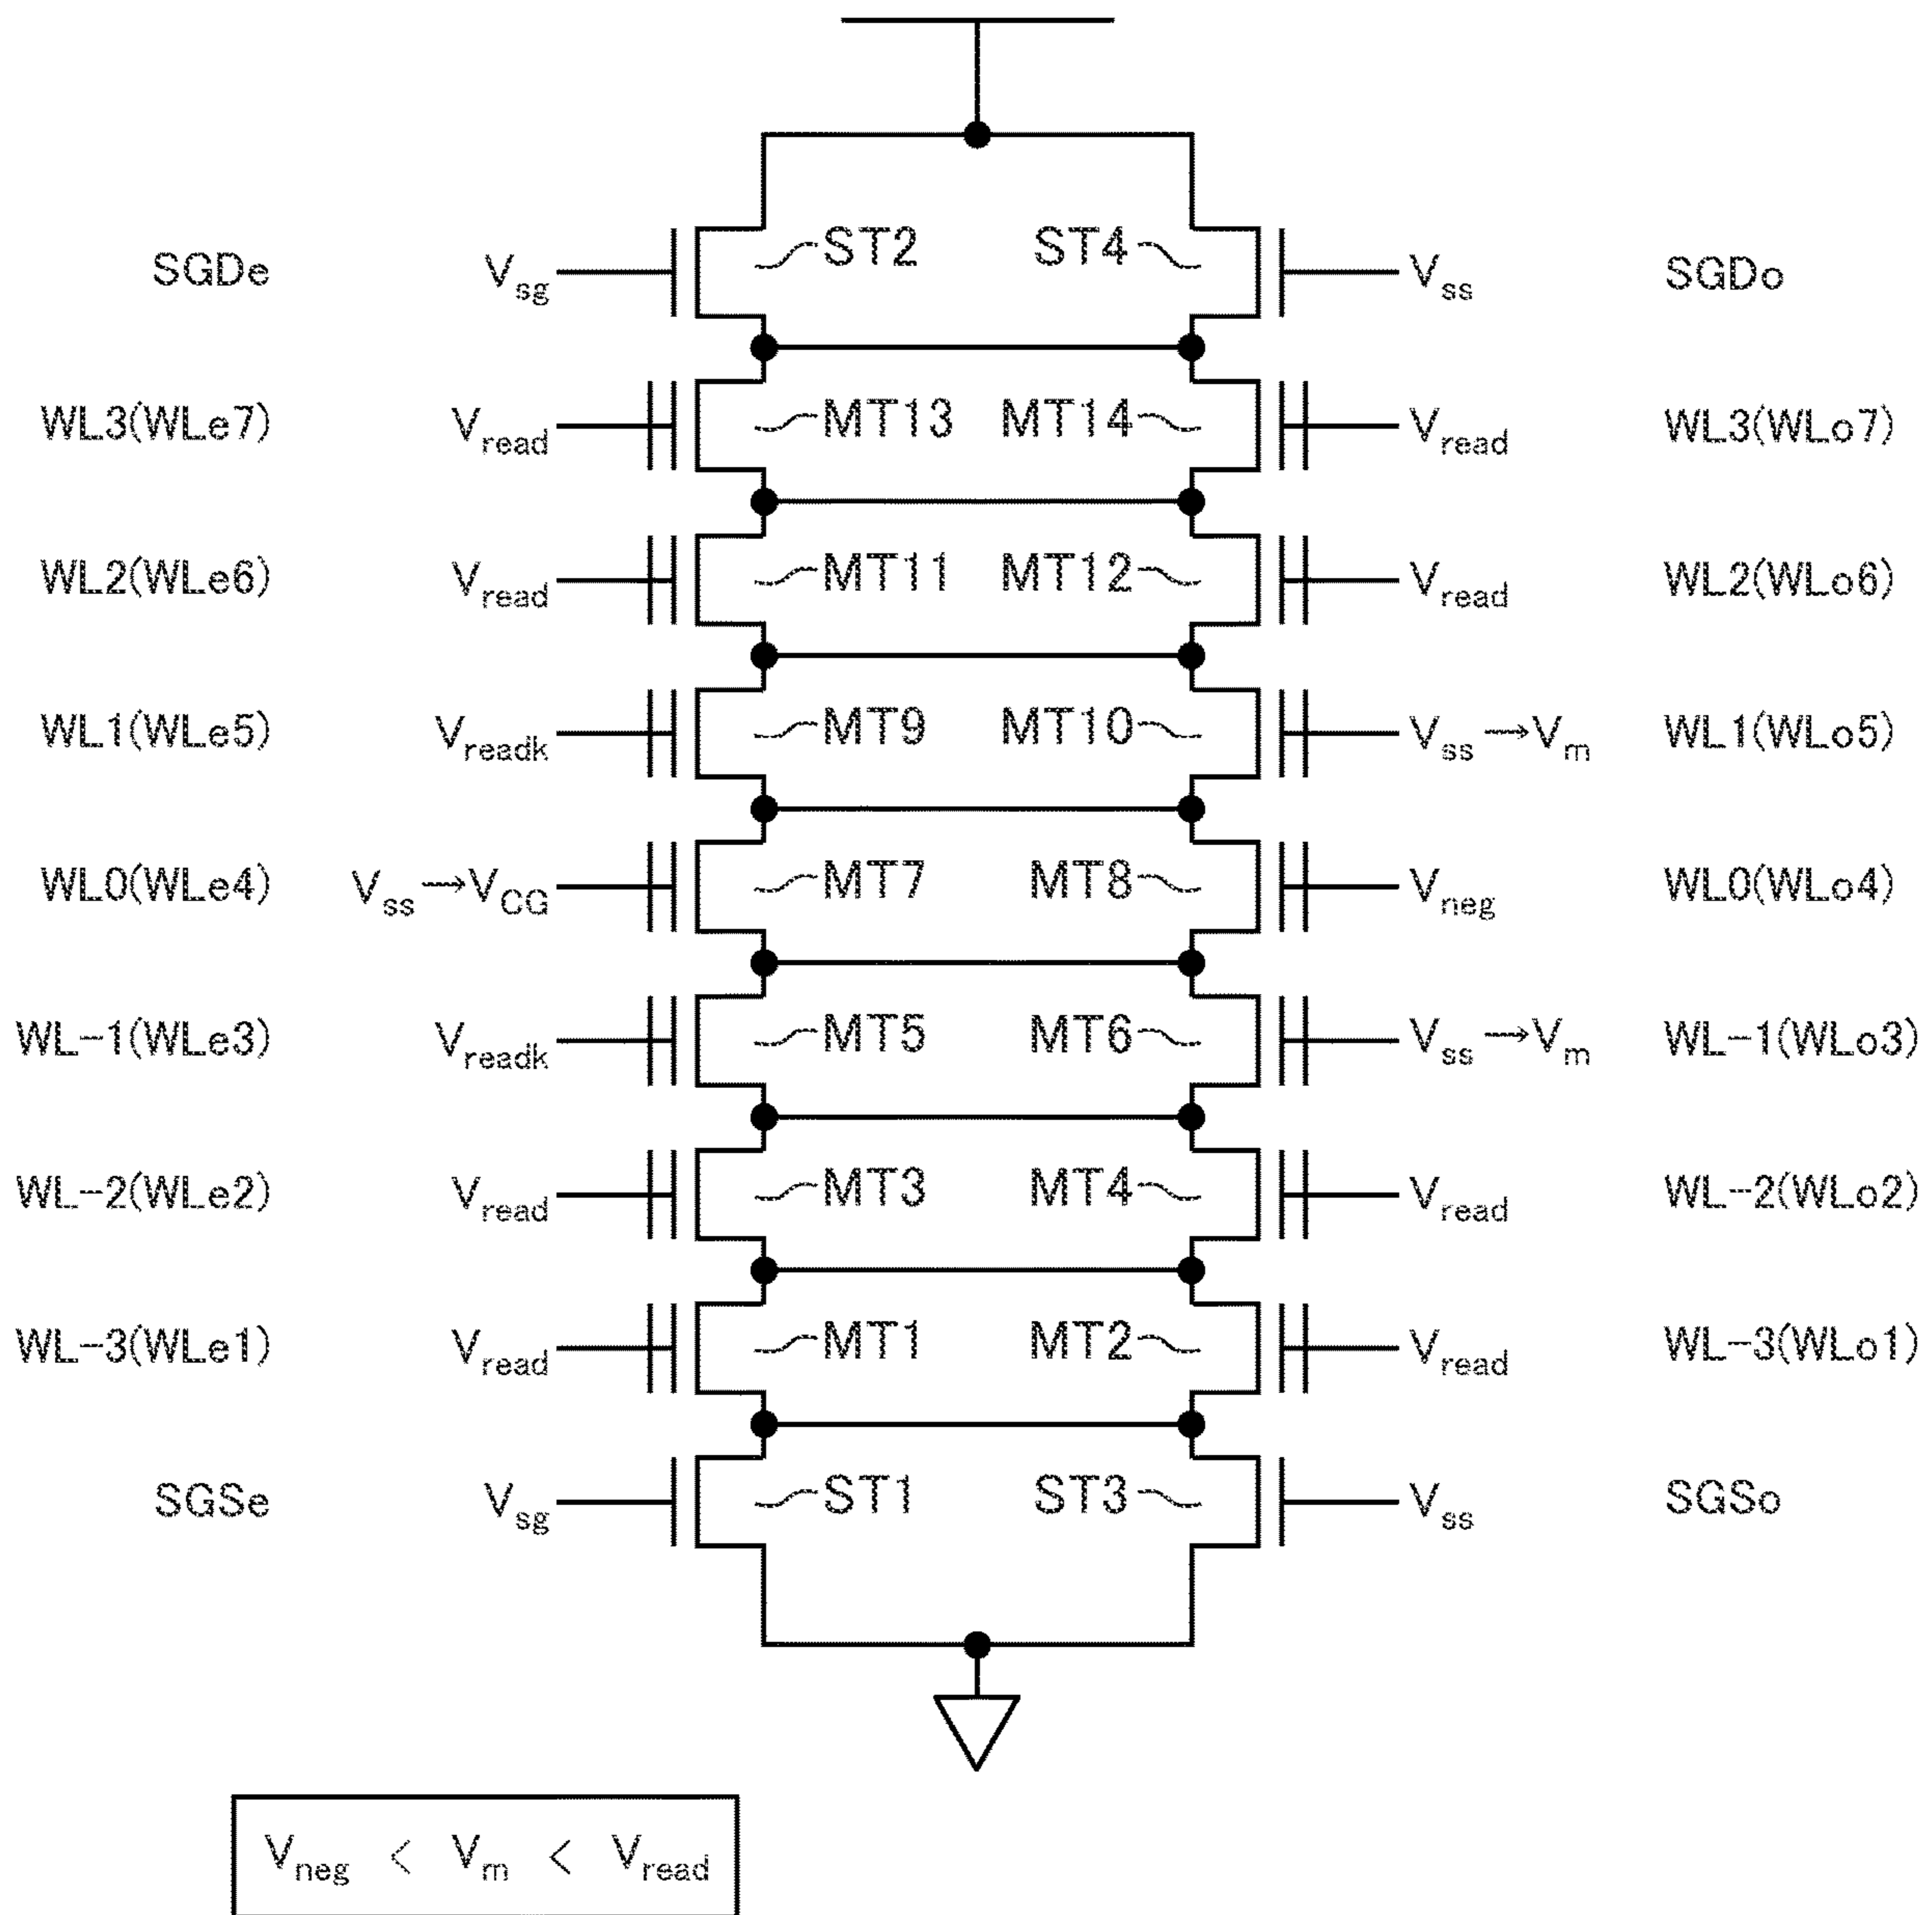 SGDe V_sg ST2 ST4 V_ss SGDo
WL3(WLe7) V_read MT13 MT14 V_read WL3(WLo7)
WL2(WLe6) V_read MT11 MT12 V_read WL2(WLo6)
WL1(WLe5) V_readk MT9 MT10 V_ss→V_m WL1(WLo5)
WL0(WLe4) V_ss→V_CG MT7 MT8 V_neg WL0(WLo4)
WL-1(WLe3) V_readk MT5 MT6 V_ss→V_m WL-1(WLo3)
WL-2(WLe2) V_read MT3 MT4 V_read WL-2(WLo2)
WL-3(WLe1) V_read MT1 MT2 V_read WL-3(WLo1)
SGSe V_sg ST1 ST3 V_ss SGSo
V_neg < V_m < V_read